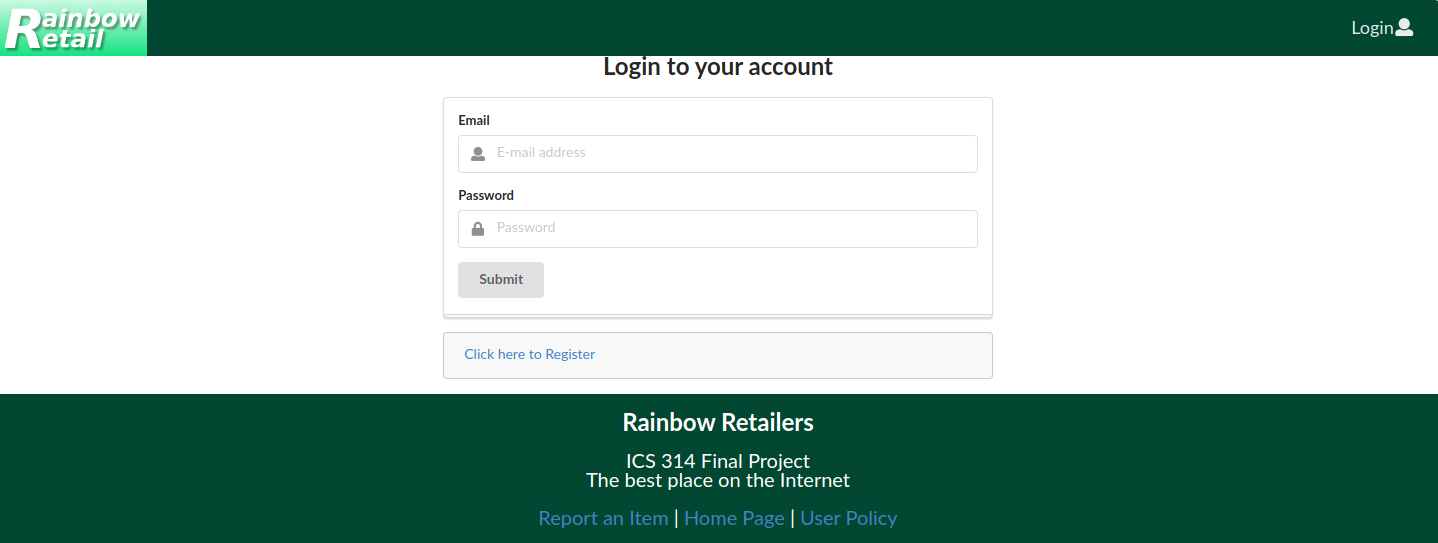 Rainbow
Retail
Login
Login to your account
Email
E-mail address
Password
Password
Submit
Click here to Register
Rainbow Retailers
ICS 314 Final Project
The best place on the Internet
Report an Item | Home Page | User Policy